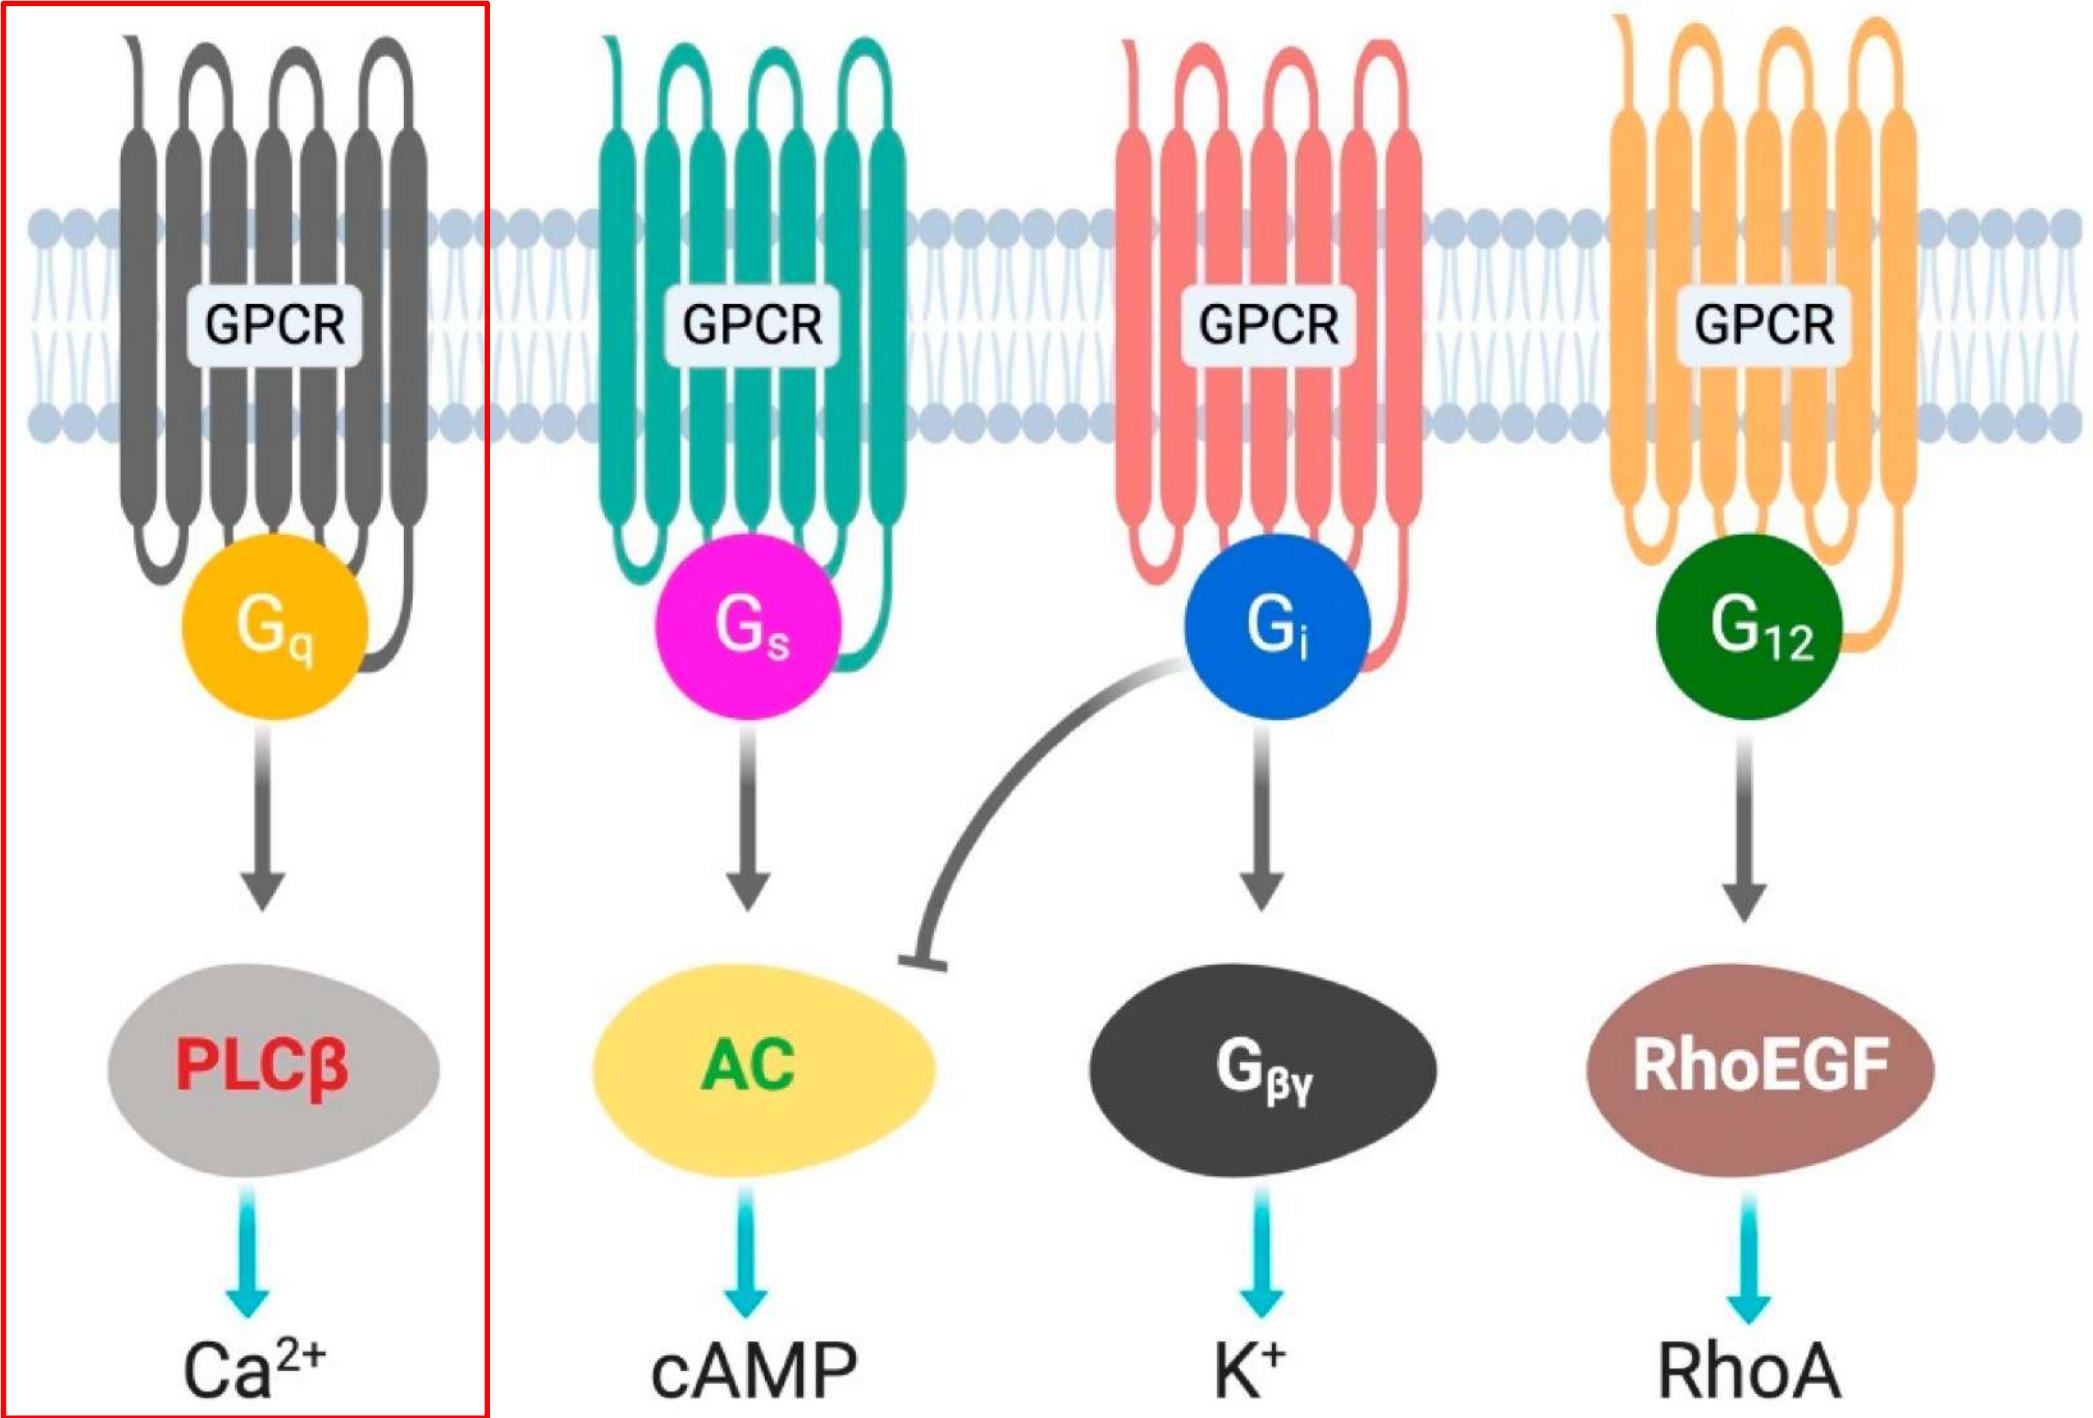 GPCR GPCR GPCR GPCR
Gq Gs Gi G12
PLCβ AC Gβγ RhoEGF
Ca²⁺ cAMP K⁺ RhoA